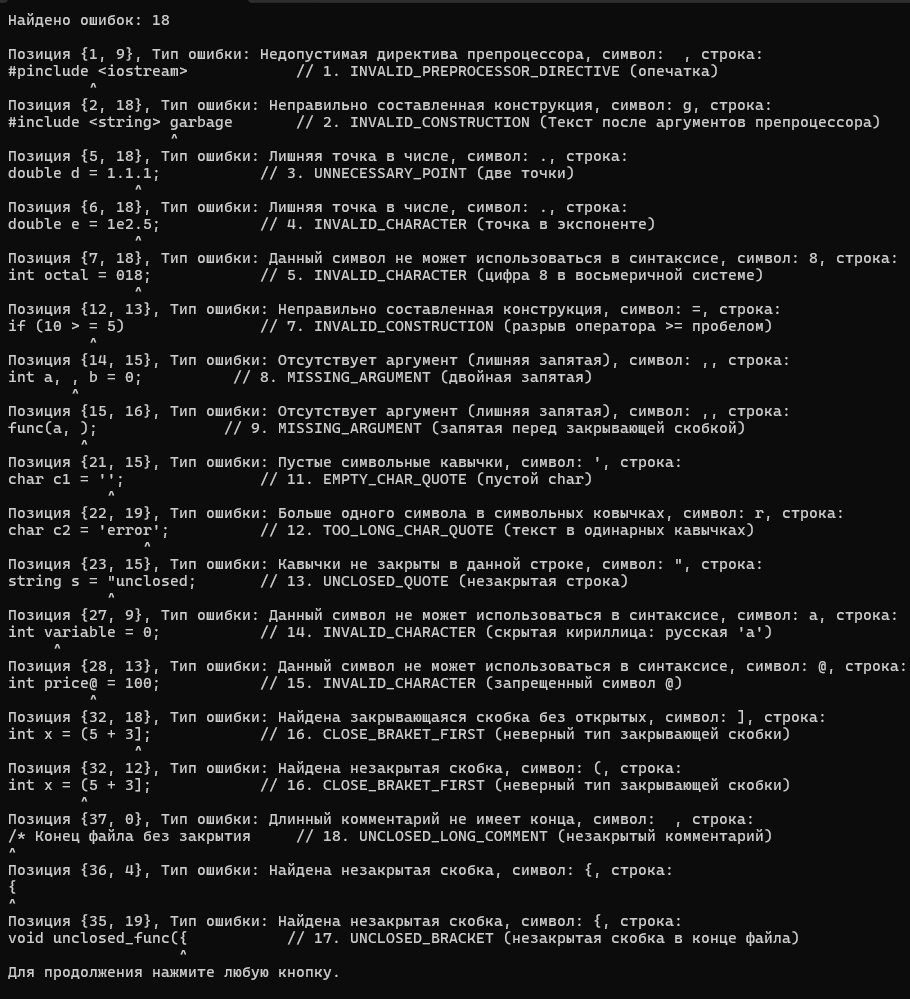 Найдено ошибок: 18
Позиция {1, 9}, Тип ошибки: Недопустимая директива препроцессора, символ:  , строка:
#pinclude <iostream>            // 1. INVALID_PREPROCESSOR_DIRECTIVE (опечатка)
^
Позиция {2, 18}, Тип ошибки: Неправильно составленная конструкция, символ: g, строка:
#include <string> garbage       // 2. INVALID_CONSTRUCTION (Текст после аргументов препроцессора)
^
Позиция {5, 18}, Тип ошибки: Лишняя точка в числе, символ: ., строка:
double d = 1.1.1;           // 3. UNNECESSARY_POINT (две точки)
^
Позиция {6, 18}, Тип ошибки: Лишняя точка в числе, символ: ., строка:
double e = 1e2.5;           // 4. INVALID_CHARACTER (точка в экспоненте)
^
Позиция {7, 18}, Тип ошибки: Данный символ не может использоваться в синтаксисе, символ: 8, строка:
int octal = 018;            // 5. INVALID_CHARACTER (цифра 8 в восьмеричной системе)
^
Позиция {12, 13}, Тип ошибки: Неправильно составленная конструкция, символ: =, строка:
if (10 > = 5)               // 7. INVALID_CONSTRUCTION (разрыв оператора >= пробелом)
^
Позиция {14, 15}, Тип ошибки: Отсутствует аргумент (лишняя запятая), символ: ,, строка:
int a, , b = 0;          // 8. MISSING_ARGUMENT (двойная запятая)
^
Позиция {15, 16}, Тип ошибки: Отсутствует аргумент (лишняя запятая), символ: ,, строка:
func(a, );              // 9. MISSING_ARGUMENT (запятая перед закрывающей скобкой)
^
Позиция {21, 15}, Тип ошибки: Пустые символьные кавычки, символ: ', строка:
char c1 = '';               // 11. EMPTY_CHAR_QUOTE (пустой char)
^
Позиция {22, 19}, Тип ошибки: Больше одного символа в символьных ковычках, символ: r, строка:
char c2 = 'error';          // 12. TOO_LONG_CHAR_QUOTE (текст в одинарных кавычках)
^
Позиция {23, 15}, Тип ошибки: Кавычки не закрыты в данной строке, символ: ", строка:
string s = "unclosed;       // 13. UNCLOSED_QUOTE (незакрытая строка)
^
Позиция {27, 9}, Тип ошибки: Данный символ не может использоваться в синтаксисе, символ: а, строка:
int vаriable = 0;           // 14. INVALID_CHARACTER (скрытая кириллица: русская 'а')
^
Позиция {28, 13}, Тип ошибки: Данный символ не может использоваться в синтаксисе, символ: @, строка:
int price@ = 100;           // 15. INVALID_CHARACTER (запрещенный символ @)
^
Позиция {32, 18}, Тип ошибки: Найдена закрывающаяся скобка без открытых, символ: ], строка:
int x = (5 + 3];            // 16. CLOSE_BRAKET_FIRST (неверный тип закрывающей скобки)
^
Позиция {32, 12}, Тип ошибки: Найдена незакрытая скобка, символ: (, строка:
int x = (5 + 3];            // 16. CLOSE_BRAKET_FIRST (неверный тип закрывающей скобки)
^
Позиция {37, 0}, Тип ошибки: Длинный комментарий не имеет конца, символ:  , строка:
/* Конец файла без закрытия     // 18. UNCLOSED_LONG_COMMENT (незакрытый комментарий)
^
Позиция {36, 4}, Тип ошибки: Найдена незакрытая скобка, символ: {, строка:
{
^
Позиция {35, 19}, Тип ошибки: Найдена незакрытая скобка, символ: {, строка:
void unclosed_func({           // 17. UNCLOSED_BRACKET (незакрытая скобка в конце файла)
^
Для продолжения нажмите любую кнопку.